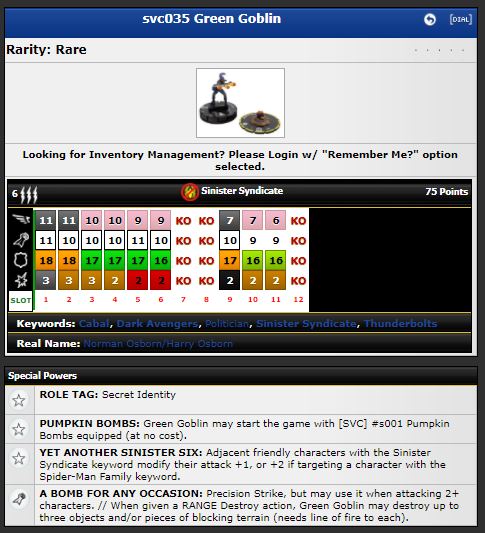 svc035 Green Goblin
[DIAL]
Rarity: Rare
Looking for Inventory Management? Please Login w/ "Remember Me?" option
selected.
6 Sinister Syndicate 75 Points
11 11 10 10 9 9 KO KO 7 7 6 KO
11 10 10 10 11 10 KO KO 10 9 9 KO
18 18 17 17 17 16 KO KO 17 16 16 KO
3 3 3 2 2 2 KO KO 2 2 2 KO
SLOT 1 2 3 4 5 6 7 8 9 10 11 12
Keywords: Cabal, Dark Avengers, Politician, Sinister Syndicate, Thunderbolts
Real Name: Norman Osborn/Harry Osborn
Special Powers
ROLE TAG: Secret Identity
PUMPKIN BOMBS: Green Goblin may start the game with [SVC] #s001 Pumpkin
Bombs equipped (at no cost).
YET ANOTHER SINISTER SIX: Adjacent friendly characters with the Sinister
Syndicate keyword modify their attack +1, or +2 if targeting a character with the
Spider-Man Family keyword.
A BOMB FOR ANY OCCASION: Precision Strike, but may use it when attacking 2+
characters. // When given a RANGE Destroy action, Green Goblin may destroy up to
three objects and/or pieces of blocking terrain (needs line of fire to each).